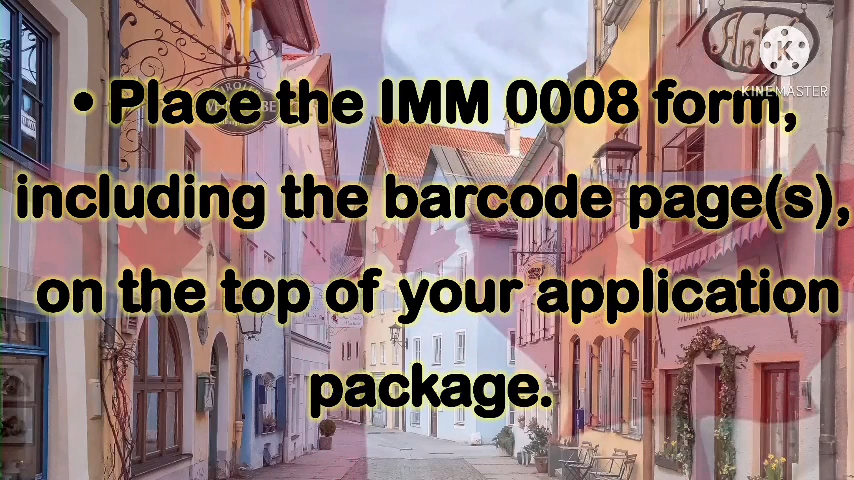 • Place the IMM 0008 form,
including the barcode page(s),
on the top of your application
package.
K
KINEMASTER